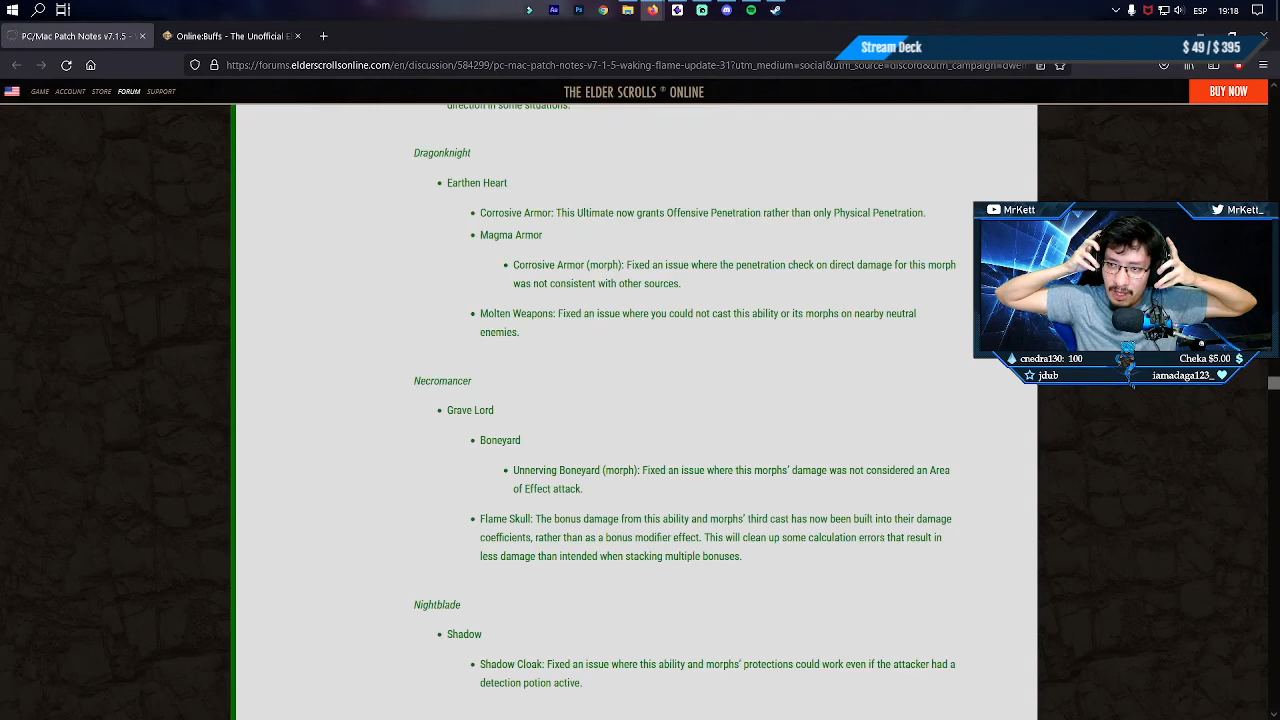 ESP 19:18
PC/Mac Patch Notes v7.1.5 -
Online:Buffs - The Unofficial El
Stream Deck $ 49 / $ 395
https://forums.elderscrollsonline.com/en/discussion/584299/pc-mac-patch-notes-v7-1-5-waking-flame-update-31?utm_medium=social&utm_source=discord&utm_campaign=dwem
GAME ACCOUNT STORE FORUM SUPPORT
THE ELDER SCROLLS ® ONLINE
BUY NOW
direction in some situations.
Dragonknight
Earthen Heart
Corrosive Armor: This Ultimate now grants Offensive Penetration rather than only Physical Penetration.
Magma Armor
Corrosive Armor (morph): Fixed an issue where the penetration check on direct damage for this morph
was not consistent with other sources.
Molten Weapons: Fixed an issue where you could not cast this ability or its morphs on nearby neutral
enemies.
Necromancer
Grave Lord
Boneyard
Unnerving Boneyard (morph): Fixed an issue where this morphs' damage was not considered an Area
of Effect attack.
Flame Skull: The bonus damage from this ability and morphs' third cast has now been built into their damage
coefficients, rather than as a bonus modifier effect. This will clean up some calculation errors that result in
less damage than intended when stacking multiple bonuses.
Nightblade
Shadow
Shadow Cloak: Fixed an issue where this ability and morphs' protections could work even if the attacker had a
detection potion active.
MrKett MrKett_
cnedra130: 100 Cheka $5.00 $
jdub iamadaga123_